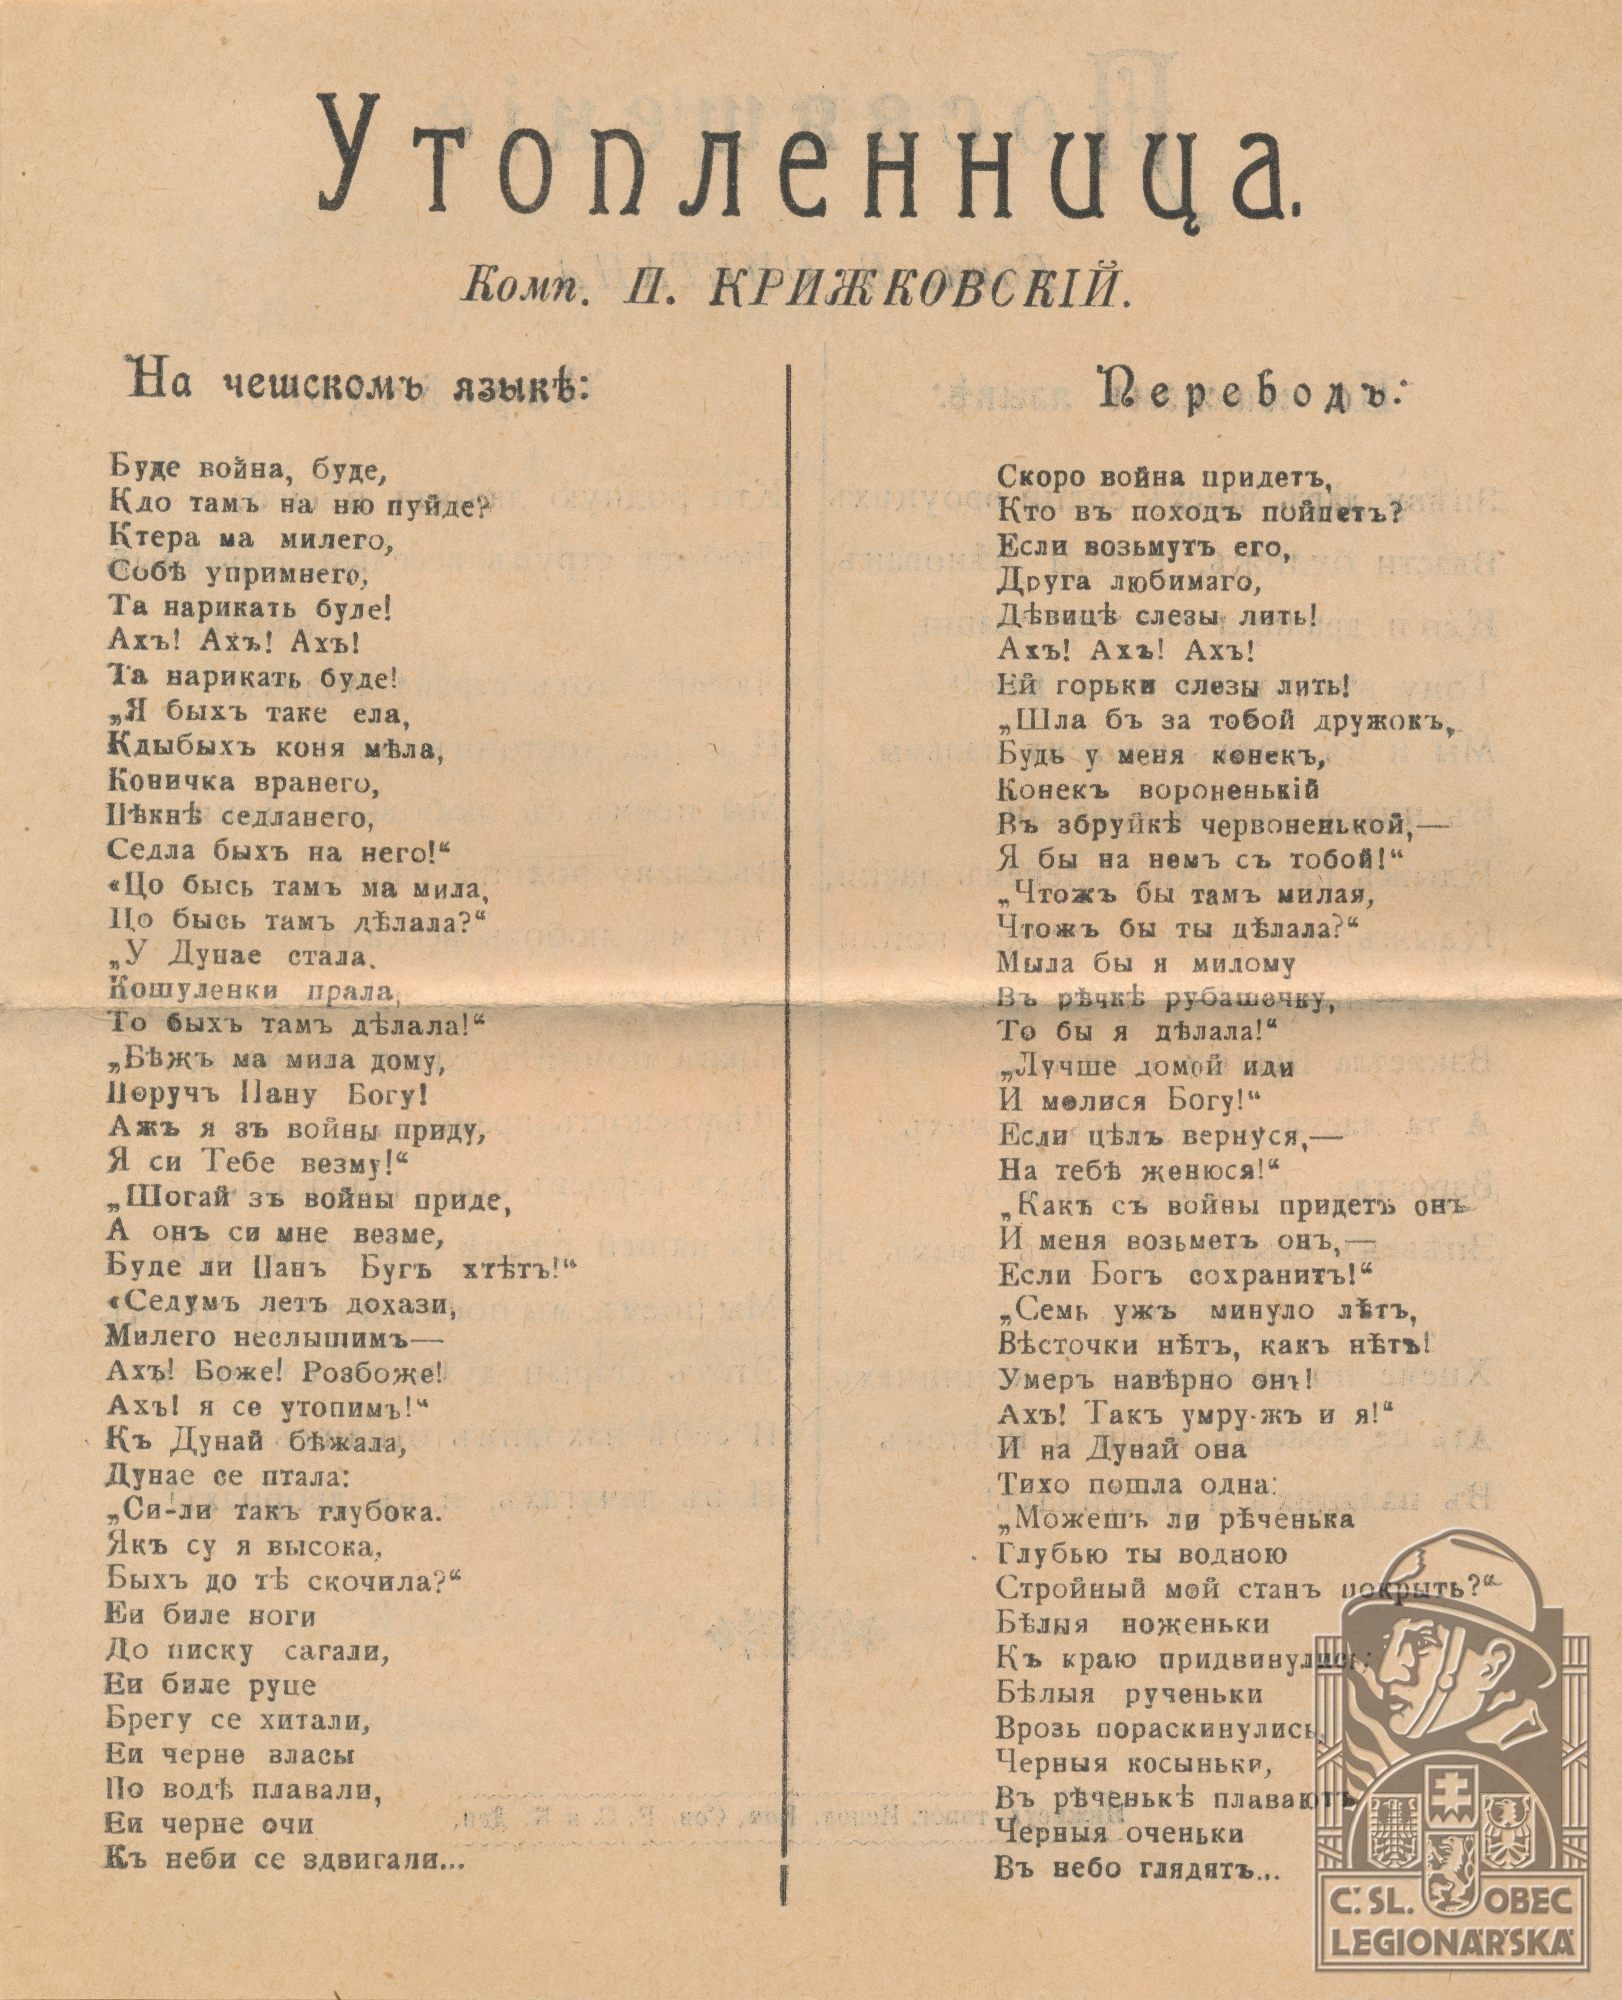 Утопленница.
Комп. П. КРИЖКОВСКІЙ.
На чешскомъ языкѣ:
Буде война, буде,
Кдо тамъ на ню пуйде?
Ктера ма милего,
Собѣ упримнего,
Та нарикать буде!
Ахъ! Ахъ! Ахъ!
Та нарикать буде!
„Я быхъ таке ела,
Кдыбыхъ коня мѣла,
Коничка вранего,
Пѣкнѣ седланего,
Седла быхъ на него!“
«Цо бысь тамъ ма мила,
Цо бысь тамъ дѣлала?“
„У Дунае стала.
Кошуленки прала,
То быхъ тамъ дѣлала!“
„Бѣжъ ма мила дому,
Поручъ Пану Богу!
Ажъ я зъ войны приду,
Я си Тебе везму!“
„Шогай зъ войны приде,
А онъ си мне везме,
Буде ли Панъ Бугъ хтѣтъ!“
«Седумъ летъ дохази,
Милего неслышимъ—
Ахъ! Боже! Розбоже!
Ахъ! я се утопимъ!“
Къ Дунай бѣжала,
Дунае се птала:
„Си-ли такъ глубока.
Якъ су я высока,
Быхъ до тѣ скочила?“
Еи биле ноги
До писку сагали,
Еи биле руце
Брегу се хитали,
Еи черне власы
По водѣ плавали,
Еи черне очи
Къ неби се здвигали...
Переводъ:
Скоро война придетъ,
Кто въ походъ пойдетъ?
Если возьмутъ его,
Друга любимаго,
Дѣвицѣ слезы лить!
Ахъ! Ахъ! Ахъ!
Ей горьки слезы лить!
„Шла бъ за тобой дружокъ,
Будь у меня конекъ,
Конекъ вороненькій
Въ збруйкѣ червоненькой,—
Я бы на немъ съ тобой!“
„Чтожъ бы тамъ милая,
Чтожъ бы ты дѣлала?“
Мыла бы я милому
Въ рѣчкѣ рубашечку,
То бы я дѣлала!“
„Лучше домой иди
И молися Богу!“
Если цѣлъ вернуся,—
На тебѣ женюся!“
„Какъ съ войны придетъ онъ
И меня возьметъ онъ,—
Если Богъ сохранитъ!“
„Семь ужъ минуло лѣтъ,
Вѣсточки нѣтъ, какъ нѣтъ!
Умеръ навѣрно онъ!
Ахъ! Такъ умру-жъ и я!“
И на Дунай она
Тихо пошла одна:
„Можешъ ли рѣченька
Глубью ты водною
Стройный мой станъ покрыть?“
Бѣлыя ноженьки
Къ краю придвинулись;
Бѣлыя рученьки
Врозь пораскинулись,
Черныя косыньки,
Въ рѣченькѣ плаваютъ
Черныя оченьки
Въ небо глядятъ...
Č. SL. OBEC
LEGIONÁŘSKÁ